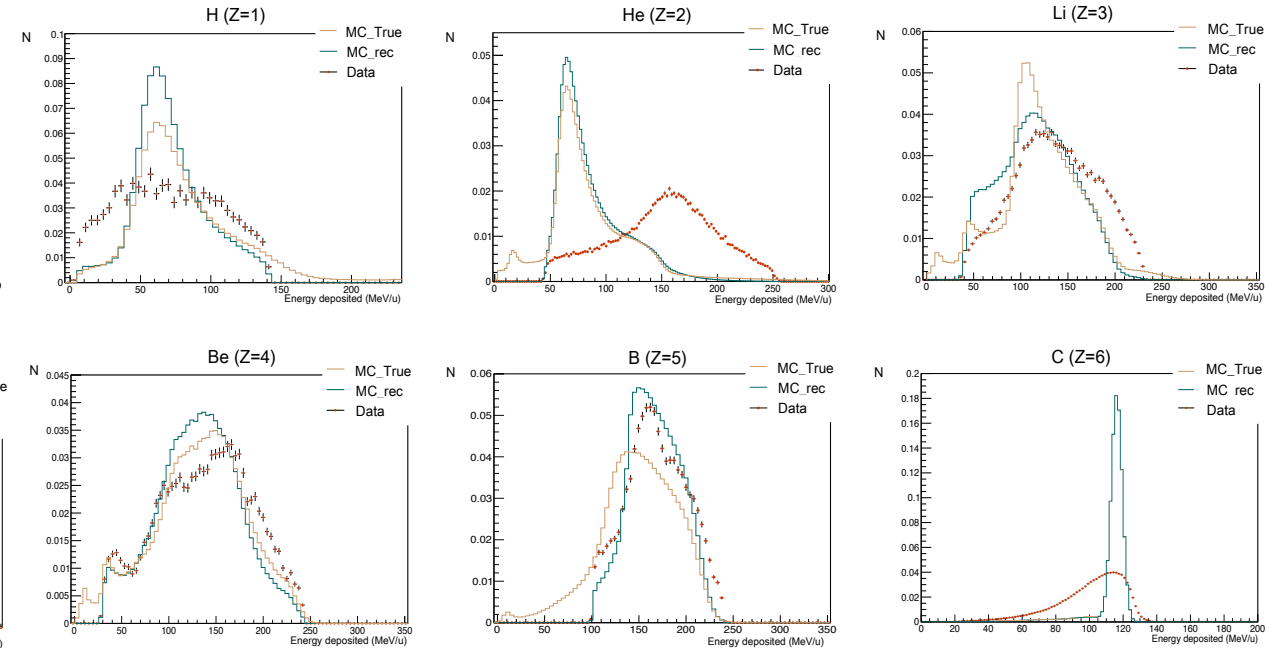 H (Z=1)
N
MC_True
MC_rec
Data
0.1
0.09
0.08
0.07
0.06
0.05
0.04
0.03
0.02
0.01
0
0 50 100 150 200
Energy deposited (MeV/u)
He (Z=2)
N
MC_True
MC_rec
Data
0.05
0.04
0.03
0.02
0.01
0
0 50 100 150 200 250 300
Energy deposited (MeV/u)
Li (Z=3)
N
MC_True
MC_rec
Data
0.06
0.05
0.04
0.03
0.02
0.01
0
0 50 100 150 200 250 300 350
Energy deposited (MeV/u)
Be (Z=4)
N
MC_True
MC_rec
Data
0.045
0.04
0.035
0.03
0.025
0.02
0.015
0.01
0.005
0
0 50 100 150 200 250 300 350
Energy deposited (MeV/u)
B (Z=5)
N
MC_True
MC_rec
Data
0.06
0.05
0.04
0.03
0.02
0.01
0
0 50 100 150 200 250 300 350
Energy deposited (MeV/u)
C (Z=6)
N
MC_True
MC_rec
Data
0.2
0.18
0.16
0.14
0.12
0.1
0.08
0.06
0.04
0.02
0
0 20 40 60 80 100 120 140 160 180 200
Energy deposited (MeV/u)